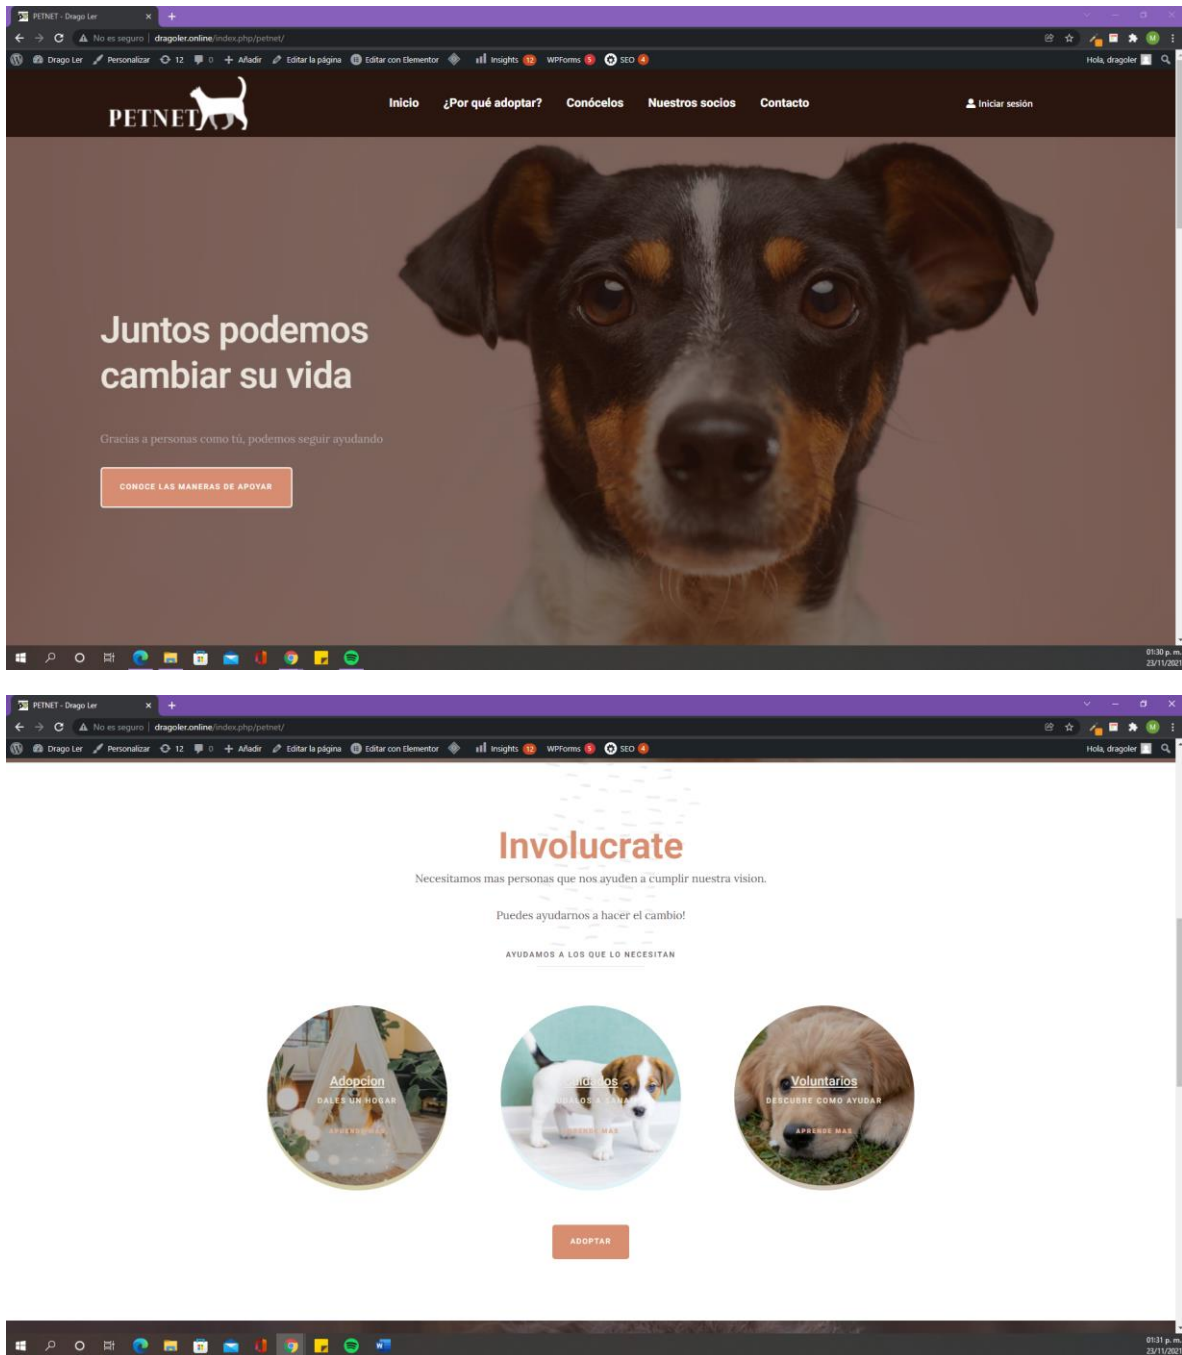 PETNET - Drago Ler
No es seguro | dragoler.online/index.php/petnet/
Drago Ler Personalizar 12 0 Añadir Editar la página Editar con Elementor Insights 12 WPForms 5 SEO 4 Hola, dragoler
PETNET Inicio ¿Por qué adoptar? Conócelos Nuestros socios Contacto Iniciar sesión
Juntos podemos
cambiar su vida
Gracias a personas como tú, podemos seguir ayudando
CONOCE LAS MANERAS DE APOYAR
01:30 p. m.
23/11/2021
PETNET - Drago Ler
No es seguro | dragoler.online/index.php/petnet/
Drago Ler Personalizar 12 0 Añadir Editar la página Editar con Elementor Insights 12 WPForms 5 SEO 4 Hola, dragoler
Involucrate
Necesitamos mas personas que nos ayuden a cumplir nuestra vision.
Puedes ayudarnos a hacer el cambio!
AYUDAMOS A LOS QUE LO NECESITAN
Adopcion
DALES UN HOGAR
APRENDE MAS
Cuidados
APRENDE MAS
Voluntarios
DESCUBRE COMO AYUDAR
APRENDE MAS
ADOPTAR
01:31 p. m.
23/11/2021